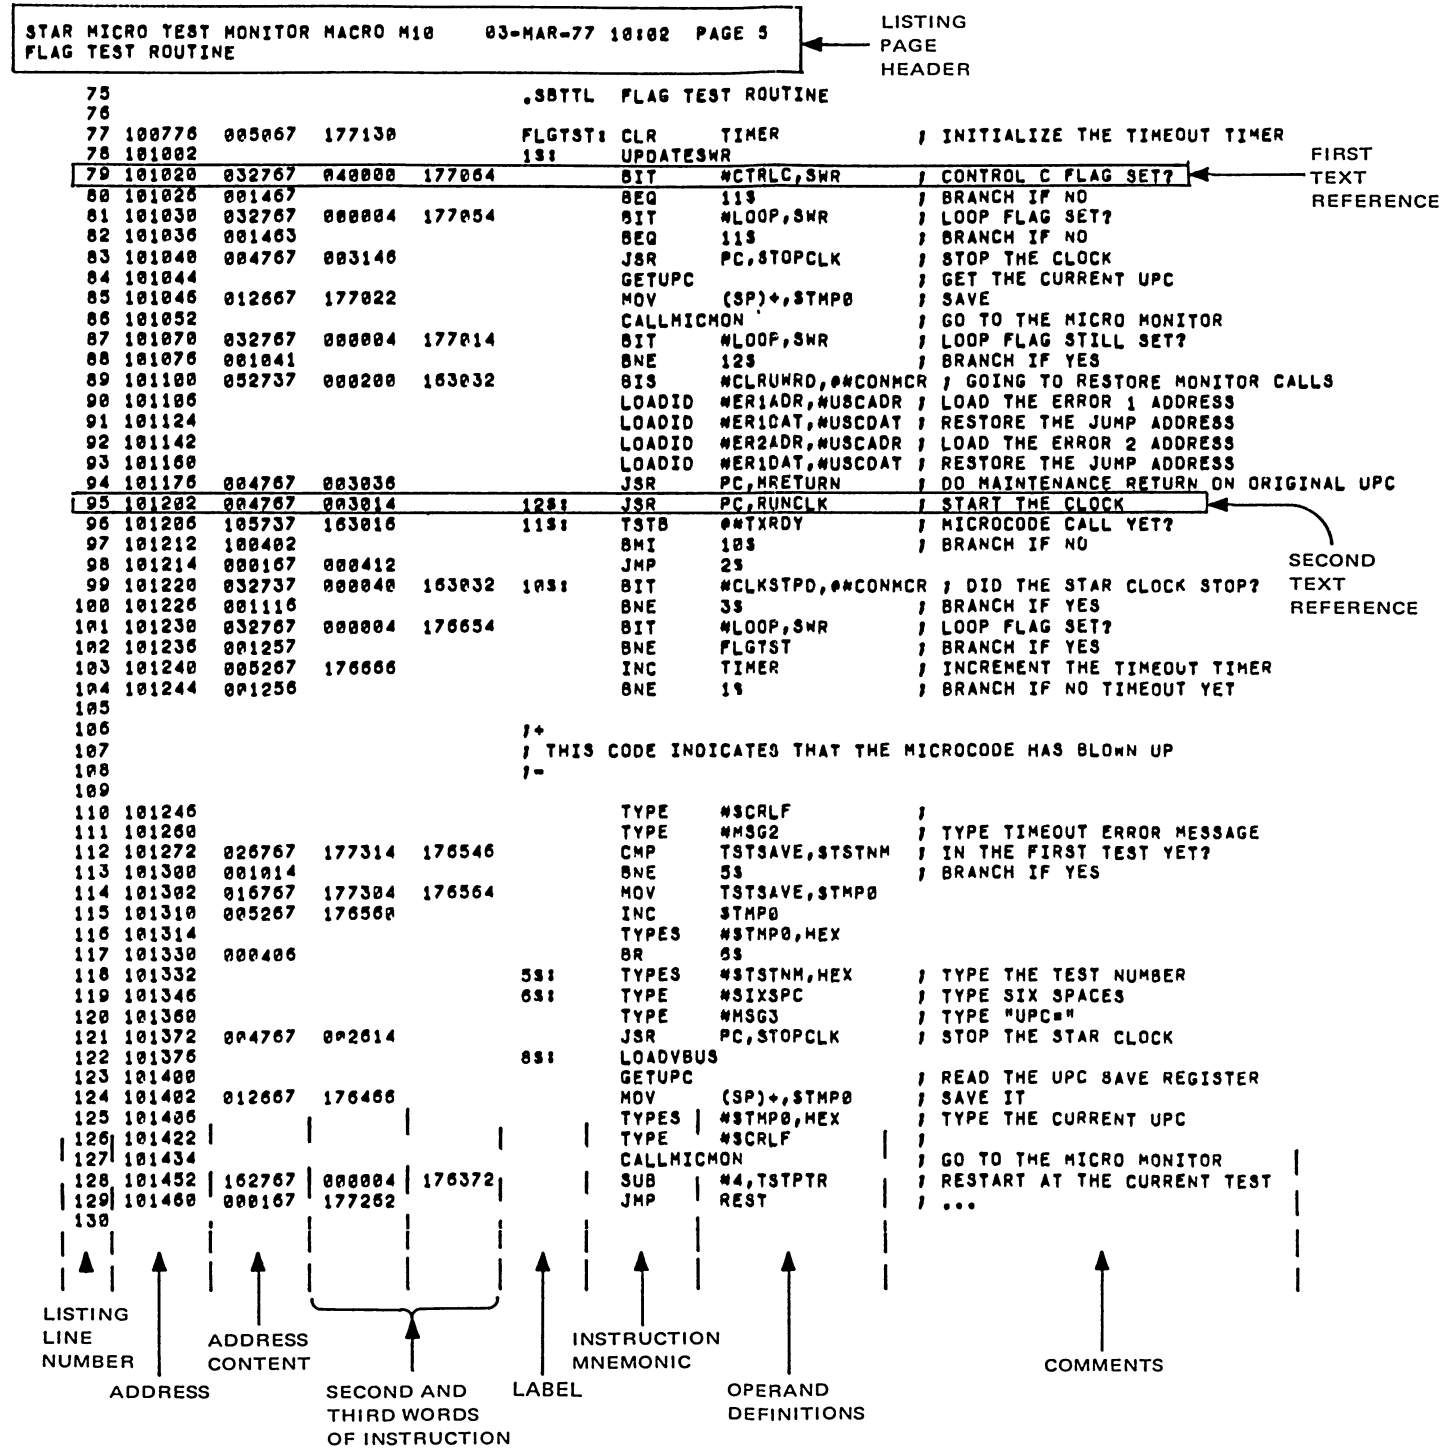 STAR MICRO TEST MONITOR MACRO M10 03-MAR-77 10:02 PAGE 5
FLAG TEST ROUTINE
LISTING
PAGE
HEADER
75 .SBTTL FLAG TEST ROUTINE
76
77 100776 005067 177130 FLGTST: CLR TIMER ; INITIALIZE THE TIMEOUT TIMER
78 101002 1$: UPDATESWR
79 101020 032767 040000 177064 BIT #CTRLC,SWR ; CONTROL C FLAG SET?
FIRST
TEXT
REFERENCE
80 101026 001467 BEQ 11$ ; BRANCH IF NO
81 101030 032767 000004 177054 BIT #LOOP,SWR ; LOOP FLAG SET?
82 101036 001463 BEQ 11$ ; BRANCH IF NO
83 101040 004767 003146 JSR PC,STOPCLK ; STOP THE CLOCK
84 101044 GETUPC ; GET THE CURRENT UPC
85 101046 012667 177022 MOV (SP)+,$TMP0 ; SAVE
86 101052 CALLMICMON ; GO TO THE MICRO MONITOR
87 101070 032767 000004 177014 BIT #LOOP,SWR ; LOOP FLAG STILL SET?
88 101076 001041 BNE 12$ ; BRANCH IF YES
89 101100 052737 000200 163032 BIS #CLRUWRD,@#CONMCR ; GOING TO RESTORE MONITOR CALLS
90 101106 LOADID #ER1ADR,#USCADR ; LOAD THE ERROR 1 ADDRESS
91 101124 LOADID #ER1DAT,#USCDAT ; RESTORE THE JUMP ADDRESS
92 101142 LOADID #ER2ADR,#USCADR ; LOAD THE ERROR 2 ADDRESS
93 101160 LOADID #ER1DAT,#USCDAT ; RESTORE THE JUMP ADDRESS
94 101176 004767 003036 JSR PC,MRETURN ; DO MAINTENANCE RETURN ON ORIGINAL UPC
95 101202 004767 003014 12$: JSR PC,RUNCLK ; START THE CLOCK
96 101206 105737 163016 11$: TSTB @#TXRDY ; MICROCODE CALL YET?
97 101212 100402 BMI 10$ ; BRANCH IF NO
98 101214 000167 000412 JMP 2$
99 101220 032737 000040 163032 10$: BIT #CLKSTPD,@#CONMCR ; DID THE STAR CLOCK STOP?
SECOND
TEXT
REFERENCE
100 101226 001116 BNE 3$ ; BRANCH IF YES
101 101230 032767 000004 176654 BIT #LOOP,SWR ; LOOP FLAG SET?
102 101236 001257 BNE FLGTST ; BRANCH IF YES
103 101240 005267 176666 INC TIMER ; INCREMENT THE TIMEOUT TIMER
104 101244 001256 BNE 1$ ; BRANCH IF NO TIMEOUT YET
105
106 ;+
107 ; THIS CODE INDICATES THAT THE MICROCODE HAS BLOWN UP
108 ;-
109
110 101246 TYPE #$CRLF ;
111 101260 TYPE #MSG2 ; TYPE TIMEOUT ERROR MESSAGE
112 101272 026767 177314 176546 CMP TSTSAVE,$TSTNM ; IN THE FIRST TEST YET?
113 101300 001014 BNE 5$ ; BRANCH IF YES
114 101302 016767 177304 176564 MOV TSTSAVE,$TMP0
115 101310 005267 176560 INC $TMP0
116 101314 TYPES #$TMP0,HEX
117 101330 000406 BR 6$
118 101332 5$: TYPES #$TSTNM,HEX ; TYPE THE TEST NUMBER
119 101346 6$: TYPE #SIXSPC ; TYPE SIX SPACES
120 101360 TYPE #MSG3 ; TYPE "UPC="
121 101372 004767 002614 JSR PC,STOPCLK ; STOP THE STAR CLOCK
122 101376 8$: LOADVBUS
123 101400 GETUPC ; READ THE UPC SAVE REGISTER
124 101402 012667 176466 MOV (SP)+,$TMP0 ; SAVE IT
125 101406 TYPES #$TMP0,HEX ; TYPE THE CURRENT UPC
126 101422 TYPE #$CRLF ;
127 101434 CALLMICMON ; GO TO THE MICRO MONITOR
128 101452 162767 000004 176372 SUB #4,TSTPTR ; RESTART AT THE CURRENT TEST
129 101460 000167 177262 JMP REST ; ...
130
LISTING
LINE
NUMBER
ADDRESS
ADDRESS
CONTENT
SECOND AND
THIRD WORDS
OF INSTRUCTION
LABEL
INSTRUCTION
MNEMONIC
OPERAND
DEFINITIONS
COMMENTS